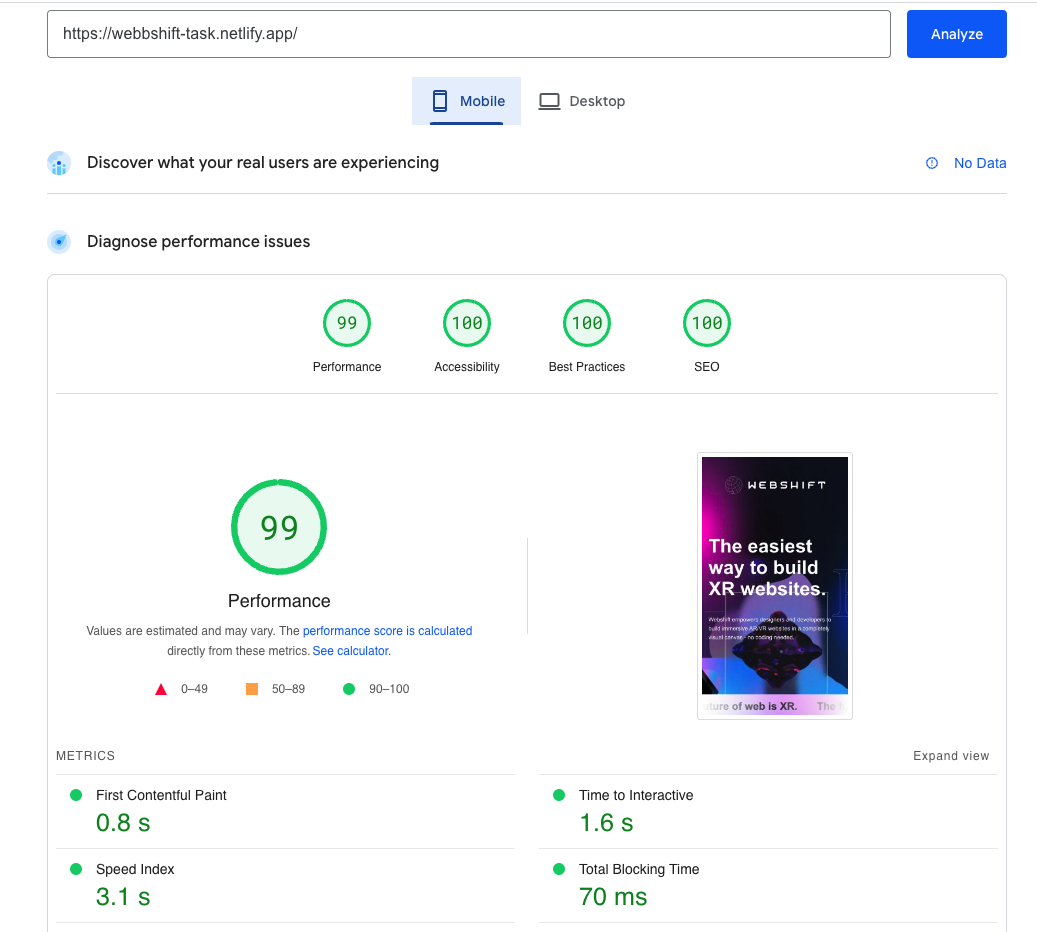 https://webbshift-task.netlify.app/
Analyze
Mobile
Desktop
Discover what your real users are experiencing
No Data
Diagnose performance issues
99
100
100
100
Performance
Accessibility
Best Practices
SEO
99
Performance
Values are estimated and may vary. The performance score is calculated
directly from these metrics. See calculator.
0–49
50–89
90–100
WEBSHIFT
The easiest
way to build
XR websites.
Webshift empowers designers and developers to
build immersive AR/VR websites in a completely
visual canvas - no coding needed.
uture of web is XR.
The f
METRICS
Expand view
First Contentful Paint
0.8 s
Time to Interactive
1.6 s
Speed Index
3.1 s
Total Blocking Time
70 ms